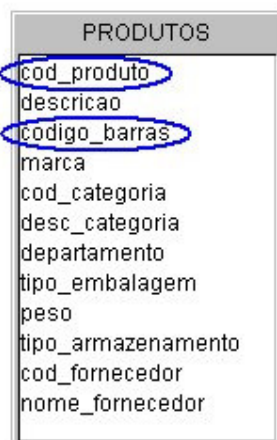 PRODUTOS
cod_produto
descricao
codigo_barras
marca
cod_categoria
desc_categoria
departamento
tipo_embalagem
peso
tipo_armazenamento
cod_fornecedor
nome_fornecedor